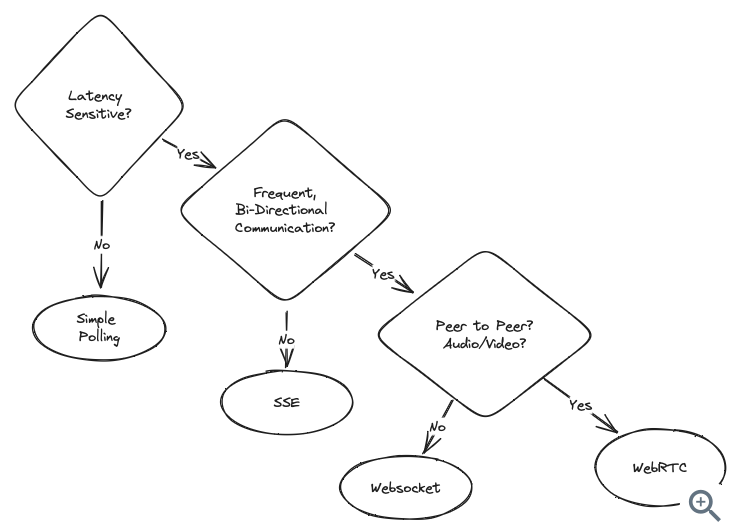 Latency
Sensitive?
Yes
Frequent,
Bi-Directional
Communication?
No
Yes
Simple
Polling
Peer to Peer?
Audio/Video?
No
SSE
Yes
No
WebRTC
Websocket